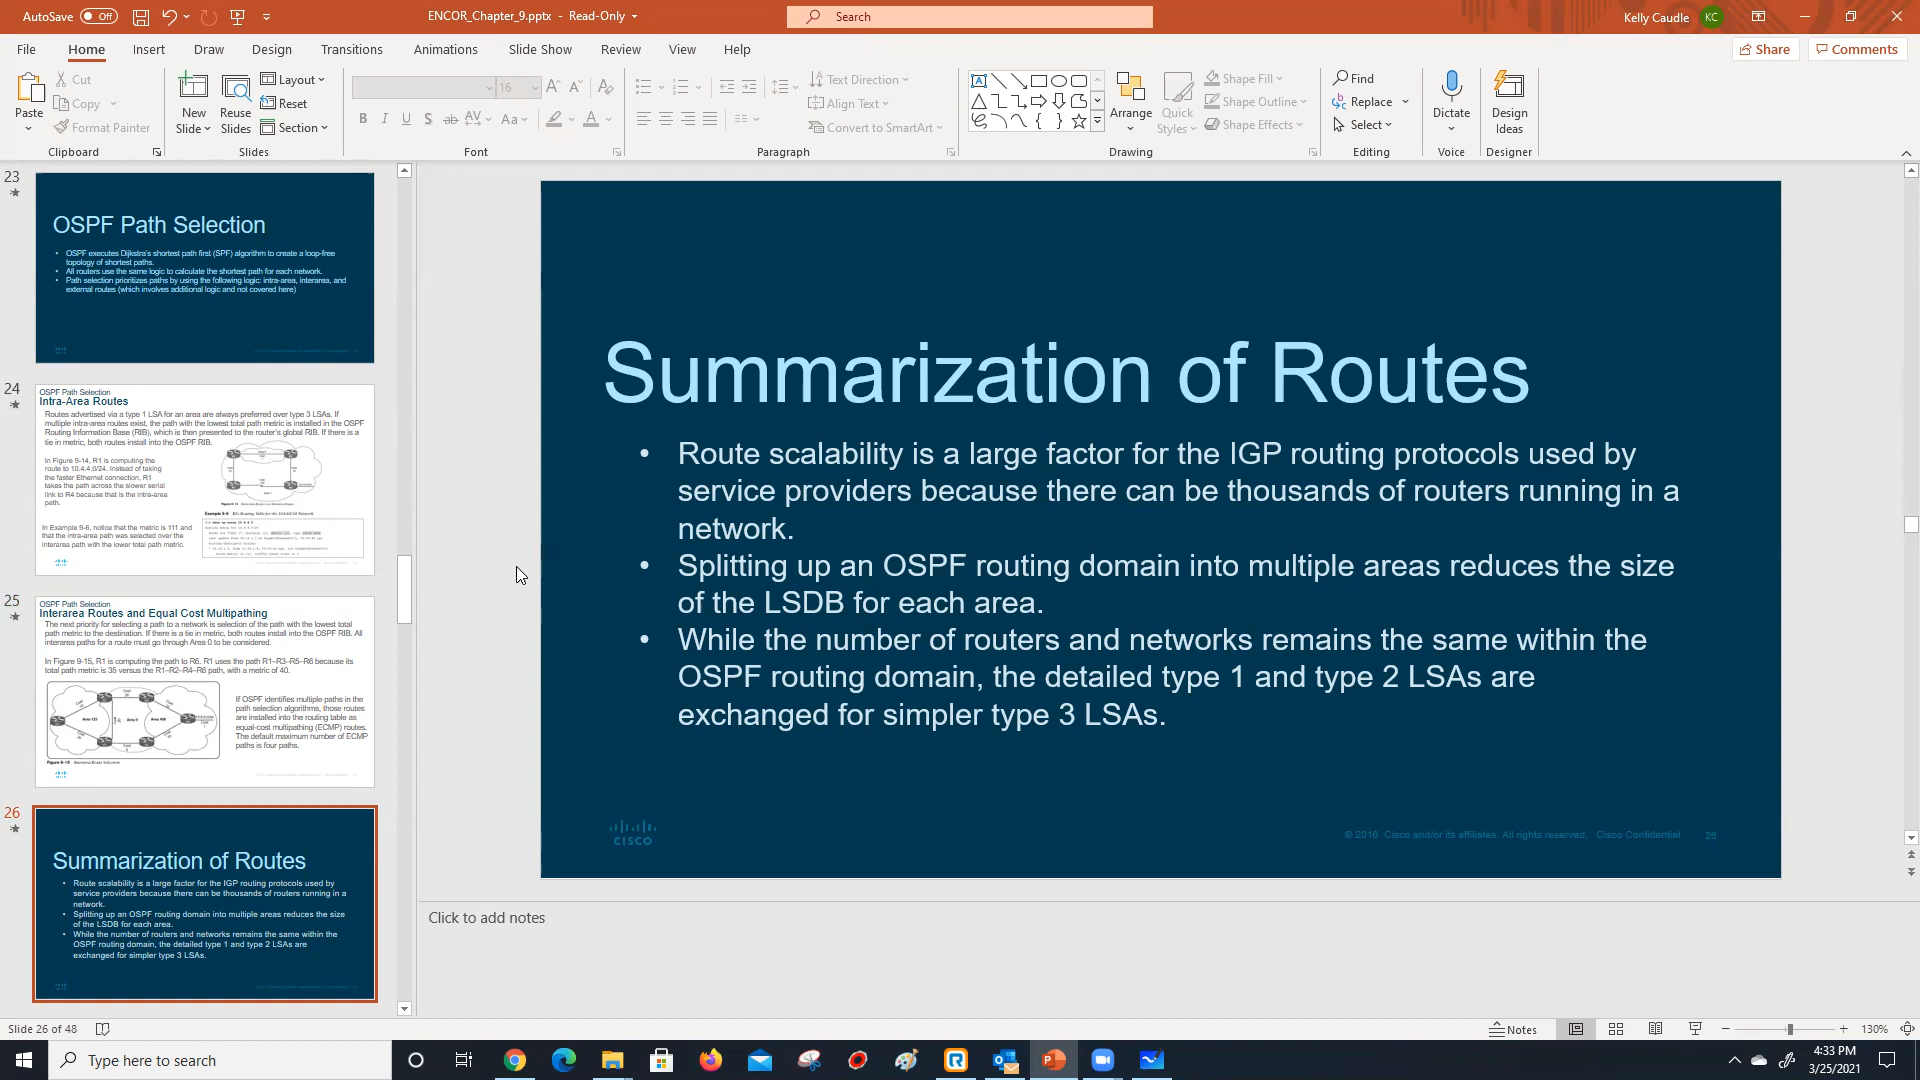 AutoSave Off
ENCOR_Chapter_9.pptx - Read-Only
Search
Kelly Caudle KC
File Home Insert Draw Design Transitions Animations Slide Show Review View Help
Share Comments
Paste
Cut
Copy
Format Painter
Clipboard
New
Slide
Reuse
Slides
Layout
Reset
Section
Slides
16
B I U S ab AV Aa
Font
Text Direction
Align Text
Convert to SmartArt
Paragraph
Arrange
Quick
Styles
Shape Fill
Shape Outline
Shape Effects
Drawing
Find
Replace
Select
Editing
Dictate
Voice
Design
Ideas
Designer
23
OSPF Path Selection
• OSPF executes Dijkstra's shortest path first (SPF) algorithm to create a loop-free
topology of shortest paths.
• All routers use the same logic to calculate the shortest path for each network.
• Path selection prioritizes paths by using the following logic: intra-area, interarea, and
external routes (which involves additional logic and not covered here)
24
OSPF Path Selection
Intra-Area Routes
Routes advertised via a type 1 LSA for an area are always preferred over type 3 LSAs. If
multiple intra-area routes exist, the path with the lowest total path metric is installed in the OSPF
Routing Information Base (RIB), which is then presented to the router's global RIB. If there is a
tie in metric, both routes install into the OSPF RIB.
In Figure 9-14, R1 is computing the
route to 10.4.4.0/24. Instead of taking
the faster Ethernet connection, R1
takes the path across the slower serial
link to R4 because that is the intra-area
path.
In Example 9-6, notice that the metric is 111 and
that the intra-area path was selected over the
interarea path with the lower total path metric.
25
OSPF Path Selection
Interarea Routes and Equal Cost Multipathing
The next priority for selecting a path to a network is selection of the path with the lowest total
path metric to the destination. If there is a tie in metric, both routes install into the OSPF RIB. All
interarea paths for a route must go through Area 0 to be considered.
In Figure 9-15, R1 is computing the path to R6. R1 uses the path R1–R3–R5–R6 because its
total path metric is 35 versus the R1–R2–R4–R6 path, with a metric of 40.
If OSPF identifies multiple paths in the
path selection algorithms, those routes
are installed into the routing table as
equal-cost multipathing (ECMP) routes.
The default maximum number of ECMP
paths is four paths.
26
Summarization of Routes
• Route scalability is a large factor for the IGP routing protocols used by
service providers because there can be thousands of routers running in a
network.
• Splitting up an OSPF routing domain into multiple areas reduces the size
of the LSDB for each area.
• While the number of routers and networks remains the same within the
OSPF routing domain, the detailed type 1 and type 2 LSAs are
exchanged for simpler type 3 LSAs.
Summarization of Routes
• Route scalability is a large factor for the IGP routing protocols used by
service providers because there can be thousands of routers running in a
network.
• Splitting up an OSPF routing domain into multiple areas reduces the size
of the LSDB for each area.
• While the number of routers and networks remains the same within the
OSPF routing domain, the detailed type 1 and type 2 LSAs are
exchanged for simpler type 3 LSAs.
CISCO
© 2016 Cisco and/or its affiliates. All rights reserved. Cisco Confidential 26
Click to add notes
Slide 26 of 48
Notes
130%
Type here to search
4:33 PM
3/25/2021